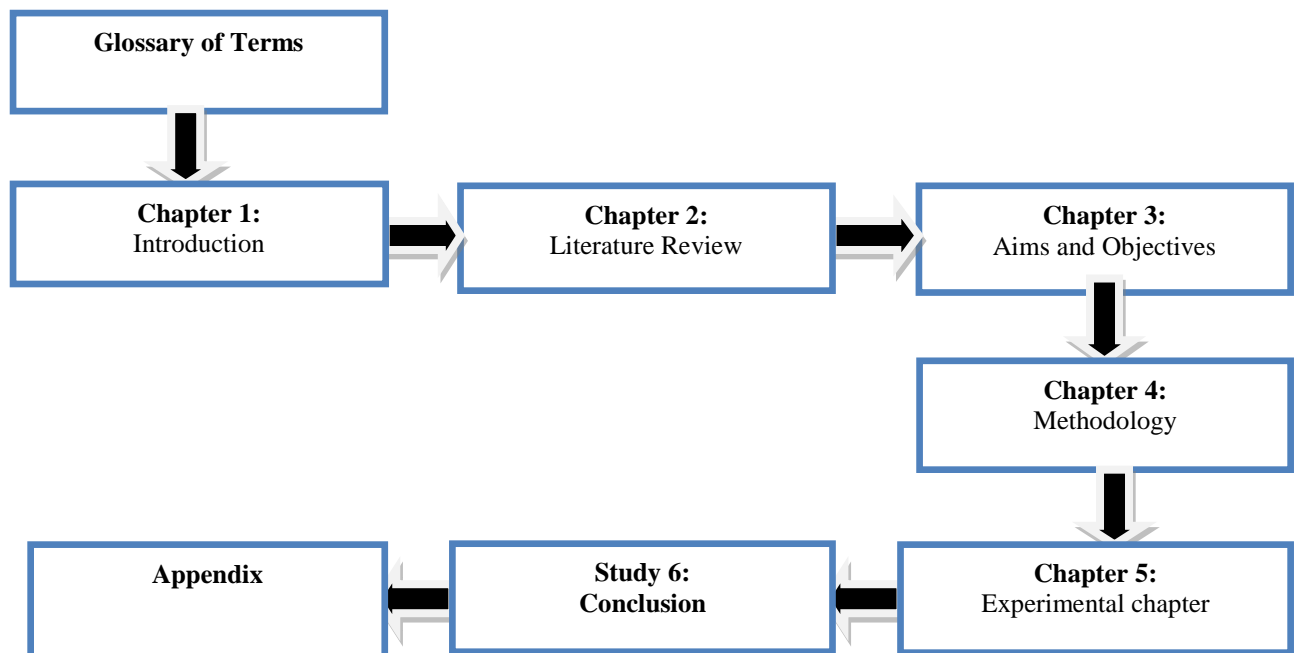 Glossary of Terms
Chapter 1:
Introduction
Chapter 2:
Literature Review
Chapter 3:
Aims and Objectives
Chapter 4:
Methodology
Chapter 5:
Experimental chapter
Study 6:
Conclusion
Appendix